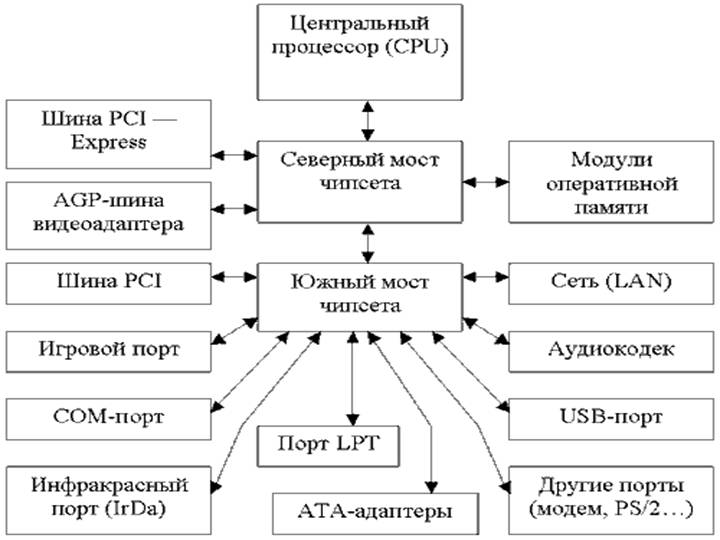 Центральный
процессор (CPU)
Шина PCI —
Express
Северный мост
чипсета
Модули
оперативной
памяти
AGP-шина
видеоадаптера
Шина PCI
Южный мост
чипсета
Сеть (LAN)
Игровой порт
Аудиокодек
COM-порт
USB-порт
Порт LPT
Инфракрасный
порт (IrDa)
АТА-адаптеры
Другие порты
(модем, PS/2...)